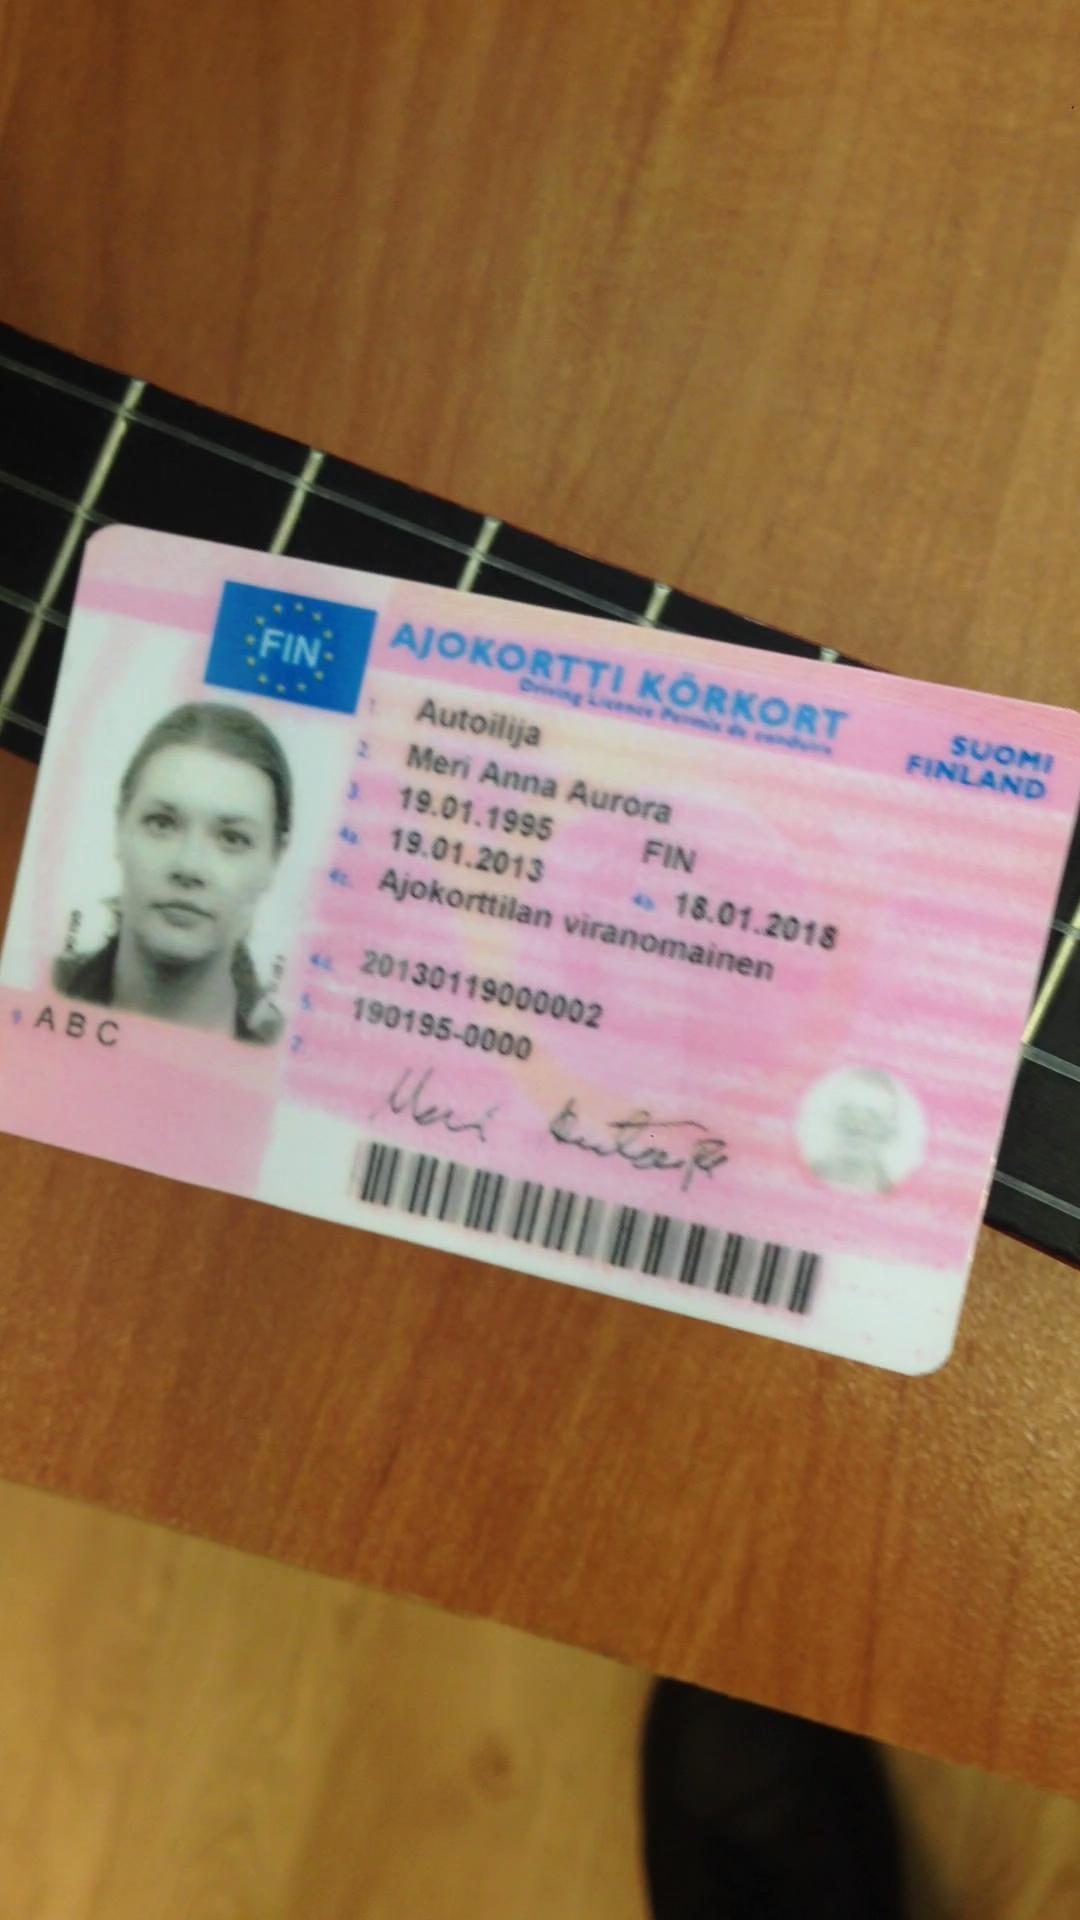 FIN
AJOKORTTI KÖRKORT
Driving Licence Permis de conduire
SUOMI
FINLAND
1. Autoilija
2. Meri Anna Aurora
3. 19.01.1995 FIN
4a. 19.01.2013 4b. 18.01.2018
4c. Ajokorttilan viranomainen
4d. 20130119000002
5. 190195-0000
7.
Meri
9. A B C